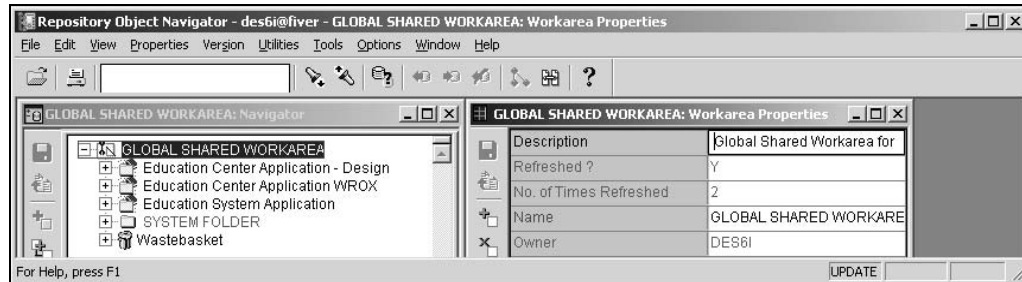 Repository Object Navigator - des6i@fiver - GLOBAL SHARED WORKAREA: Workarea Properties
File Edit View Properties Version Utilities Tools Options Window Help
GLOBAL SHARED WORKAREA: Navigator
GLOBAL SHARED WORKAREA
Education Center Application - Design
Education Center Application WROX
Education System Application
SYSTEM FOLDER
Wastebasket
GLOBAL SHARED WORKAREA: Workarea Properties
Description Global Shared Workarea for
Refreshed ? Y
No. of Times Refreshed 2
Name GLOBAL SHARED WORKARE
Owner DES6I
For Help, press F1 UPDATE